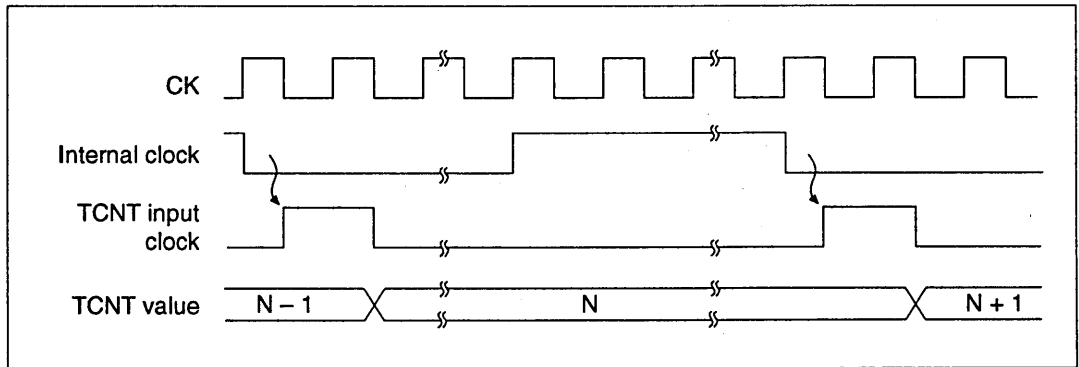 CK
Internal clock
TCNT input
clock
TCNT value
N – 1
N
N + 1